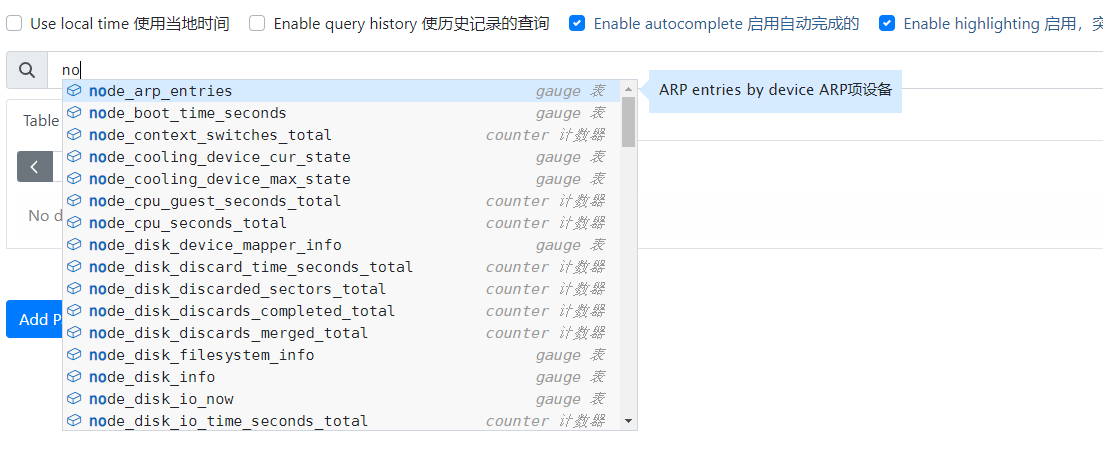 Use local time 使用当地时间 Enable query history 使历史记录的查询 Enable autocomplete 启用自动完成的 Enable highlighting 启用，突
no
node_arp_entries gauge 表 ARP entries by device ARP项设备
node_boot_time_seconds gauge 表
Table
node_context_switches_total counter 计数器
node_cooling_device_cur_state gauge 表
node_cooling_device_max_state gauge 表
node_cpu_guest_seconds_total counter 计数器
No d
node_cpu_seconds_total counter 计数器
node_disk_device_mapper_info gauge 表
node_disk_discard_time_seconds_total counter 计数器
node_disk_discarded_sectors_total counter 计数器
node_disk_discards_completed_total counter 计数器
Add P
node_disk_discards_merged_total counter 计数器
node_disk_filesystem_info gauge 表
node_disk_info gauge 表
node_disk_io_now gauge 表
node_disk_io_time_seconds_total counter 计数器